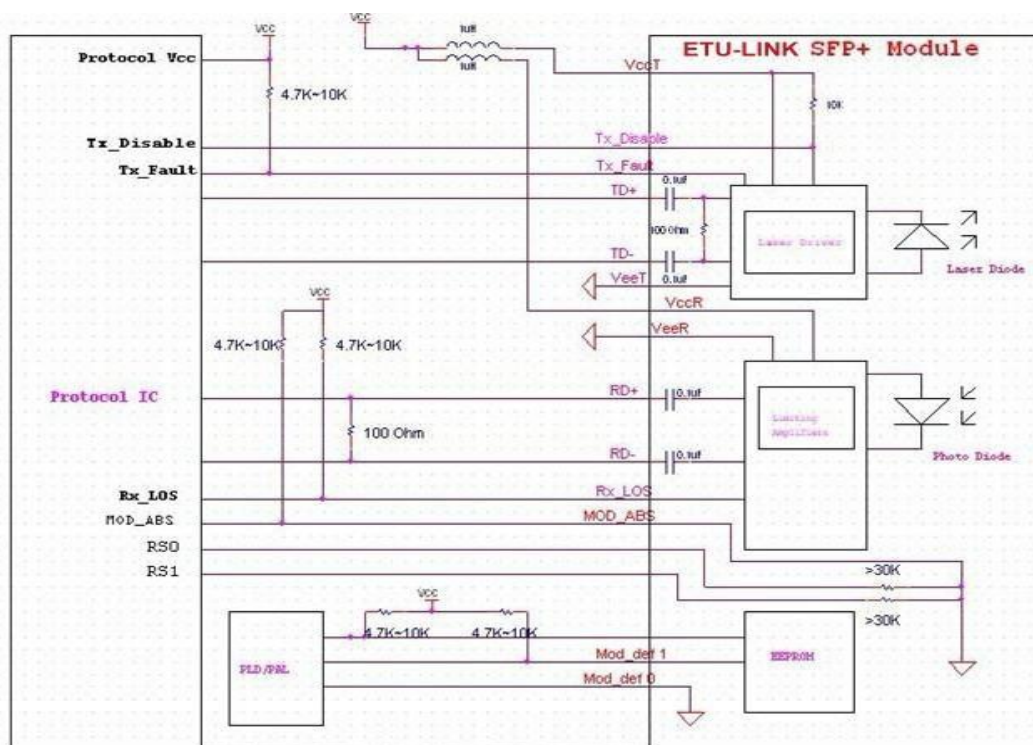 Vcc
Vcc
1uH
ETU-LINK SFP+ Module
Protocol Vcc
1uH
VccT
4.7K~10K
10K
Tx_Disable
Tx_Disable
Tx_Fault
Tx_Fault
0.1uf
TD+
100 Ohm
Laser Driver
TD-
Laser Diode
VeeT
0.1uf
Vcc
VccR
VeeR
4.7K~10K
4.7K~10K
Protocol IC
RD+
0.1uf
Limiting
Amplifiers
100 Ohm
RD-
0.1uf
Photo Diode
Rx_LOS
Rx_LOS
MOD_ABS
MOD_ABS
RS0
RS1
>30K
Vcc
>30K
4.7K~10K
4.7K~10K
PLD/PAL
Mod_def 1
EEPROM
Mod_def 0